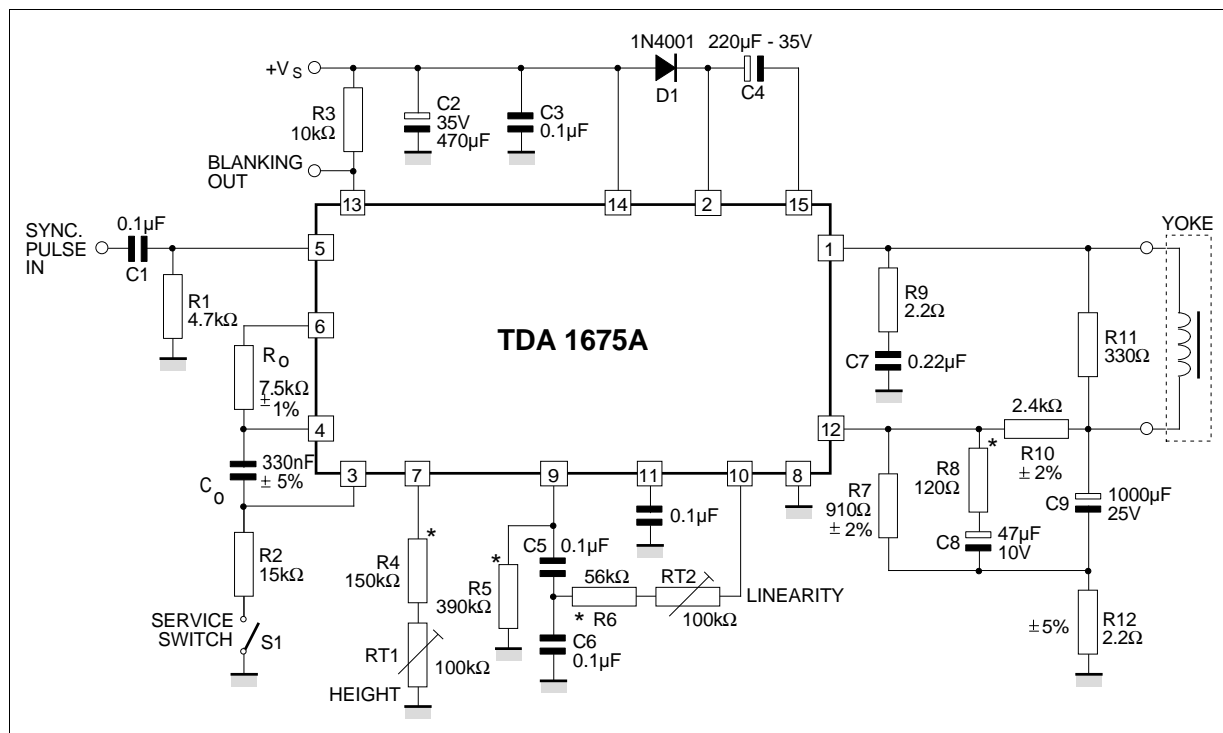 1N4001
220µF - 35V
+VS
D1
C4
R3
10kΩ
C2
35V
470µF
C3
0.1µF
BLANKING
OUT
13
14
2
15
YOKE
SYNC.
PULSE
IN
0.1µF
C1
5
1
R1
4.7kΩ
R9
2.2Ω
6
TDA 1675A
R11
330Ω
RO
7.5kΩ
±1%
C7
0.22µF
4
12
2.4kΩ
R10
±2%
330nF
±5%
CO
3
7
9
11
10
8
*
R8
120Ω
R7
910Ω
±2%
C9
1000µF
25V
0.1µF
R2
15kΩ
*
R4
150kΩ
C5
0.1µF
*
R5
390kΩ
56kΩ
* R6
RT2
100kΩ
LINEARITY
C8
47µF
10V
SERVICE
SWITCH
S1
RT1
100kΩ
HEIGHT
C6
0.1µF
±5%
R12
2.2Ω